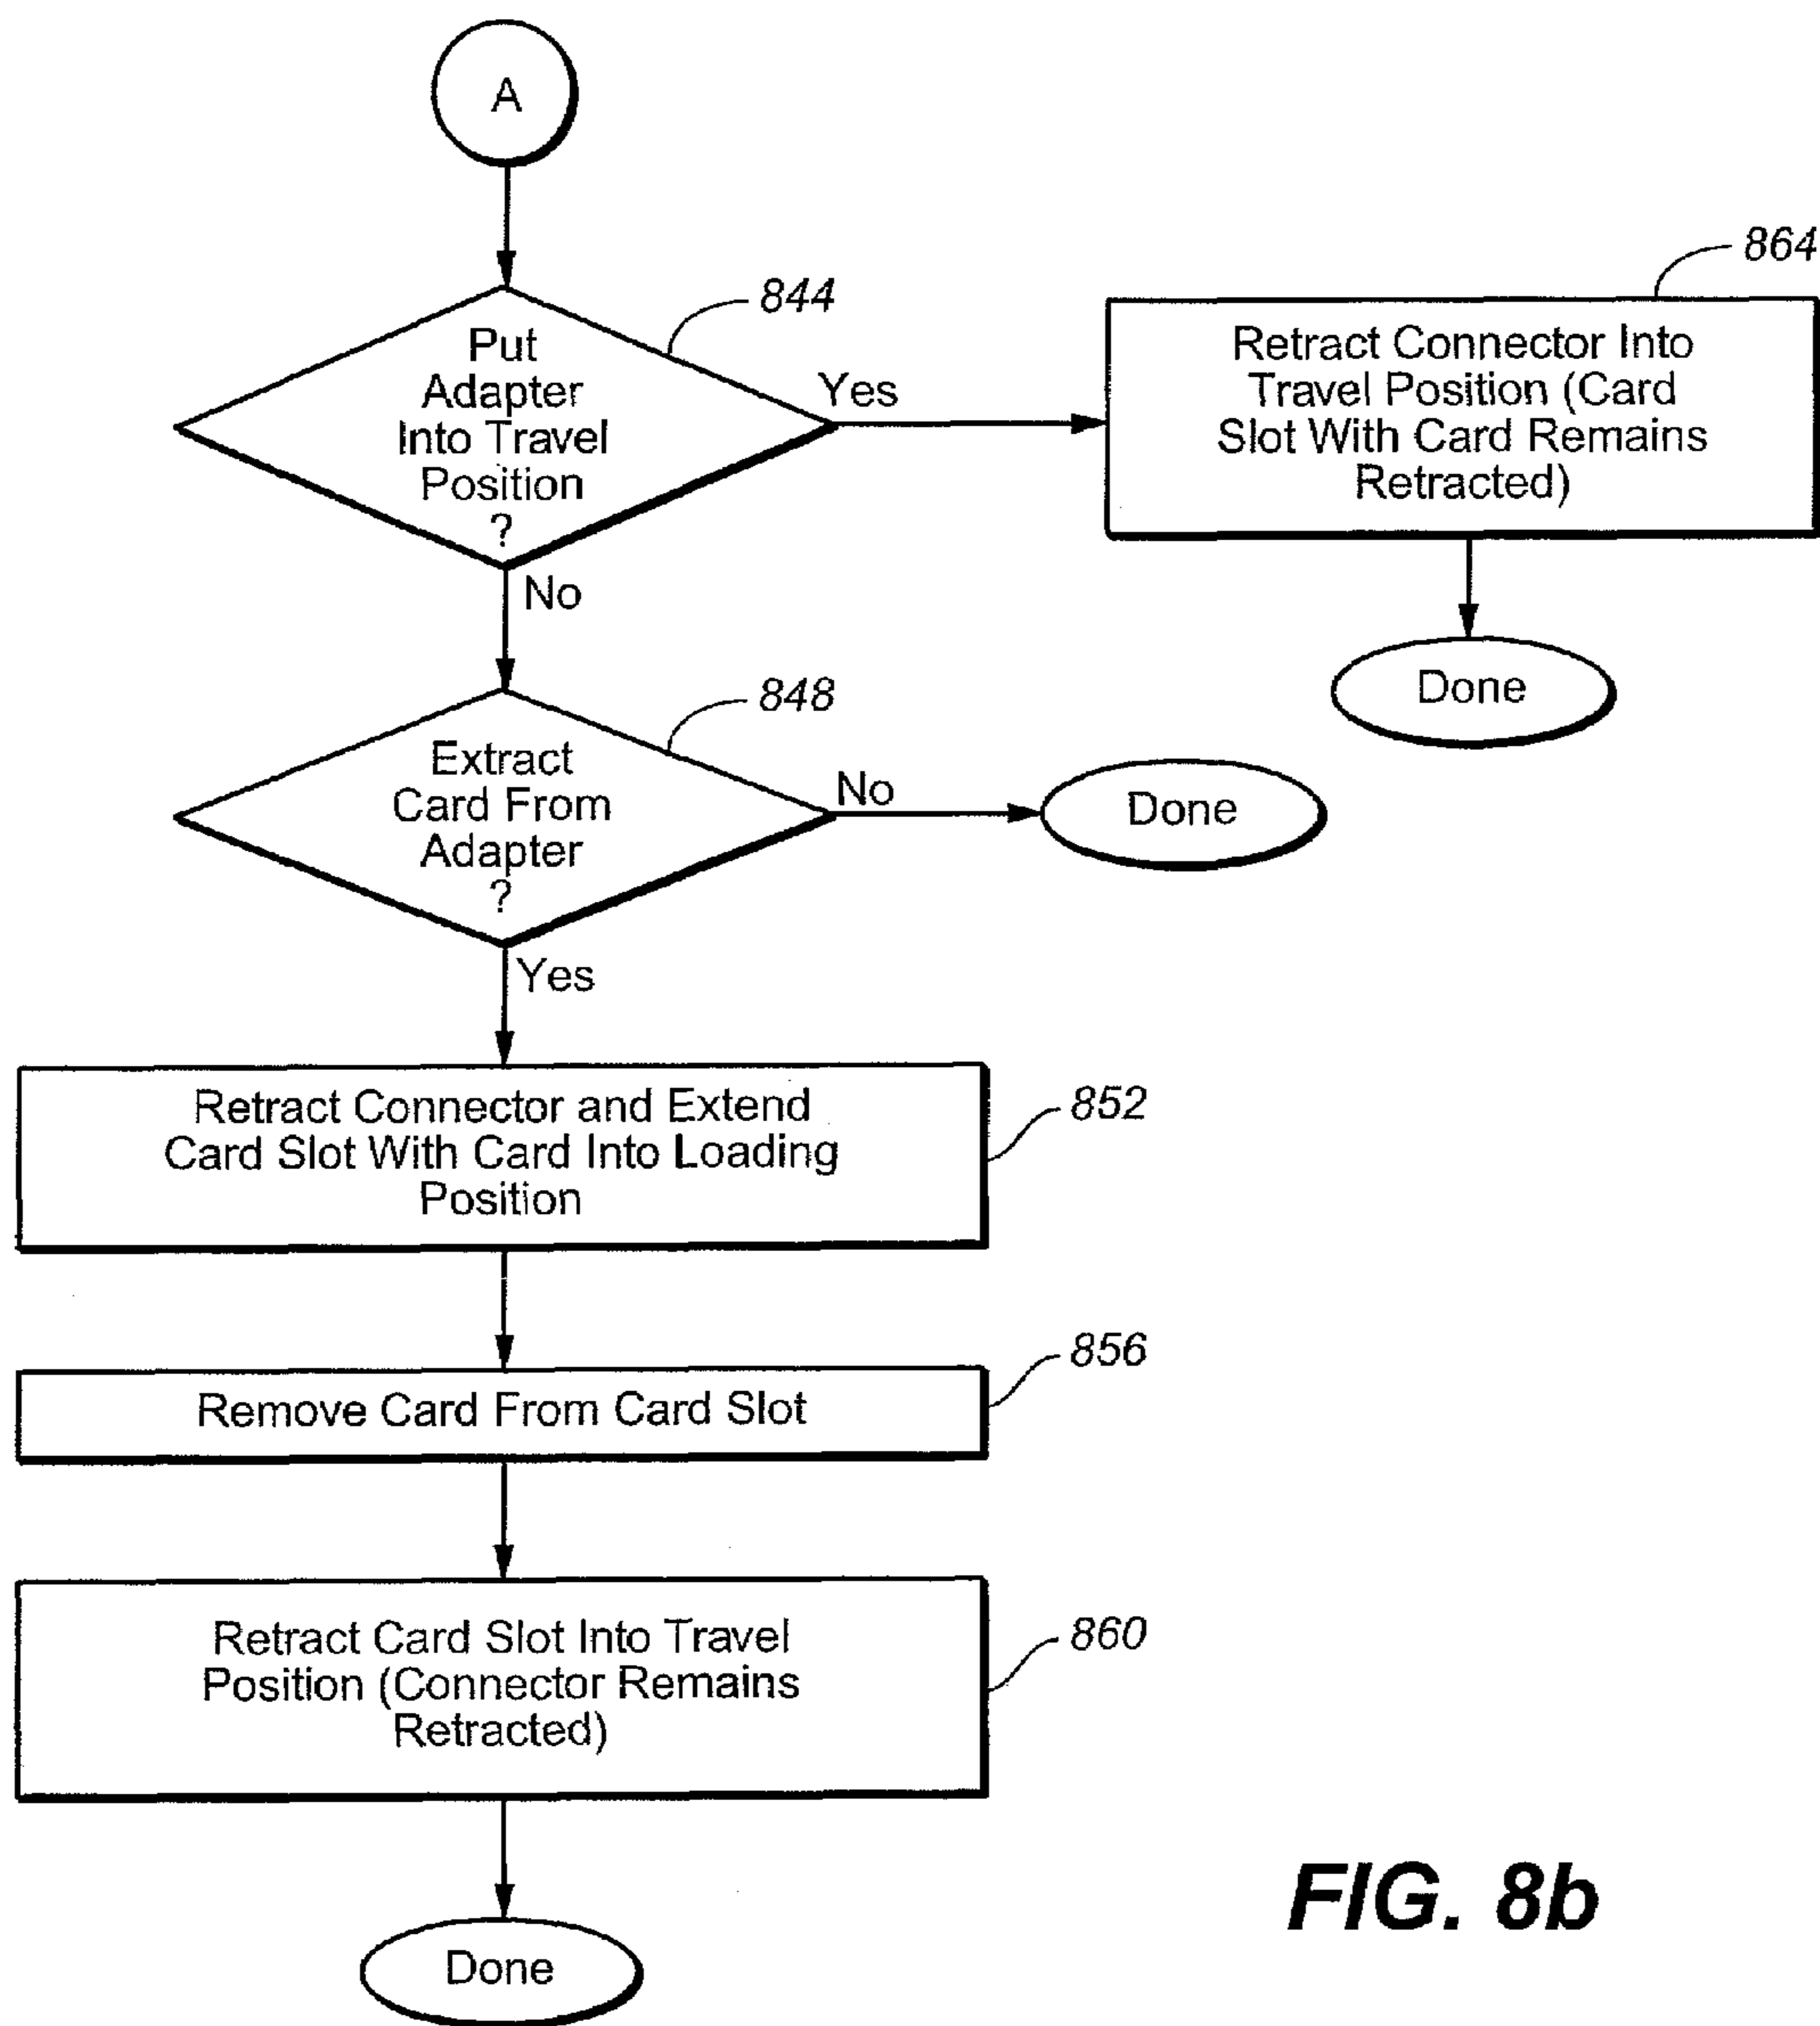 A
844
Put
Adapter
Into Travel
Position
?
Yes
No
864
Retract Connector Into
Travel Position (Card
Slot With Card Remains
Retracted)
Done
848
Extract
Card From
Adapter
?
No
Done
Yes
852
Retract Connector and Extend
Card Slot With Card Into Loading
Position
856
Remove Card From Card Slot
860
Retract Card Slot Into Travel
Position (Connector Remains
Retracted)
Done
FIG. 8b